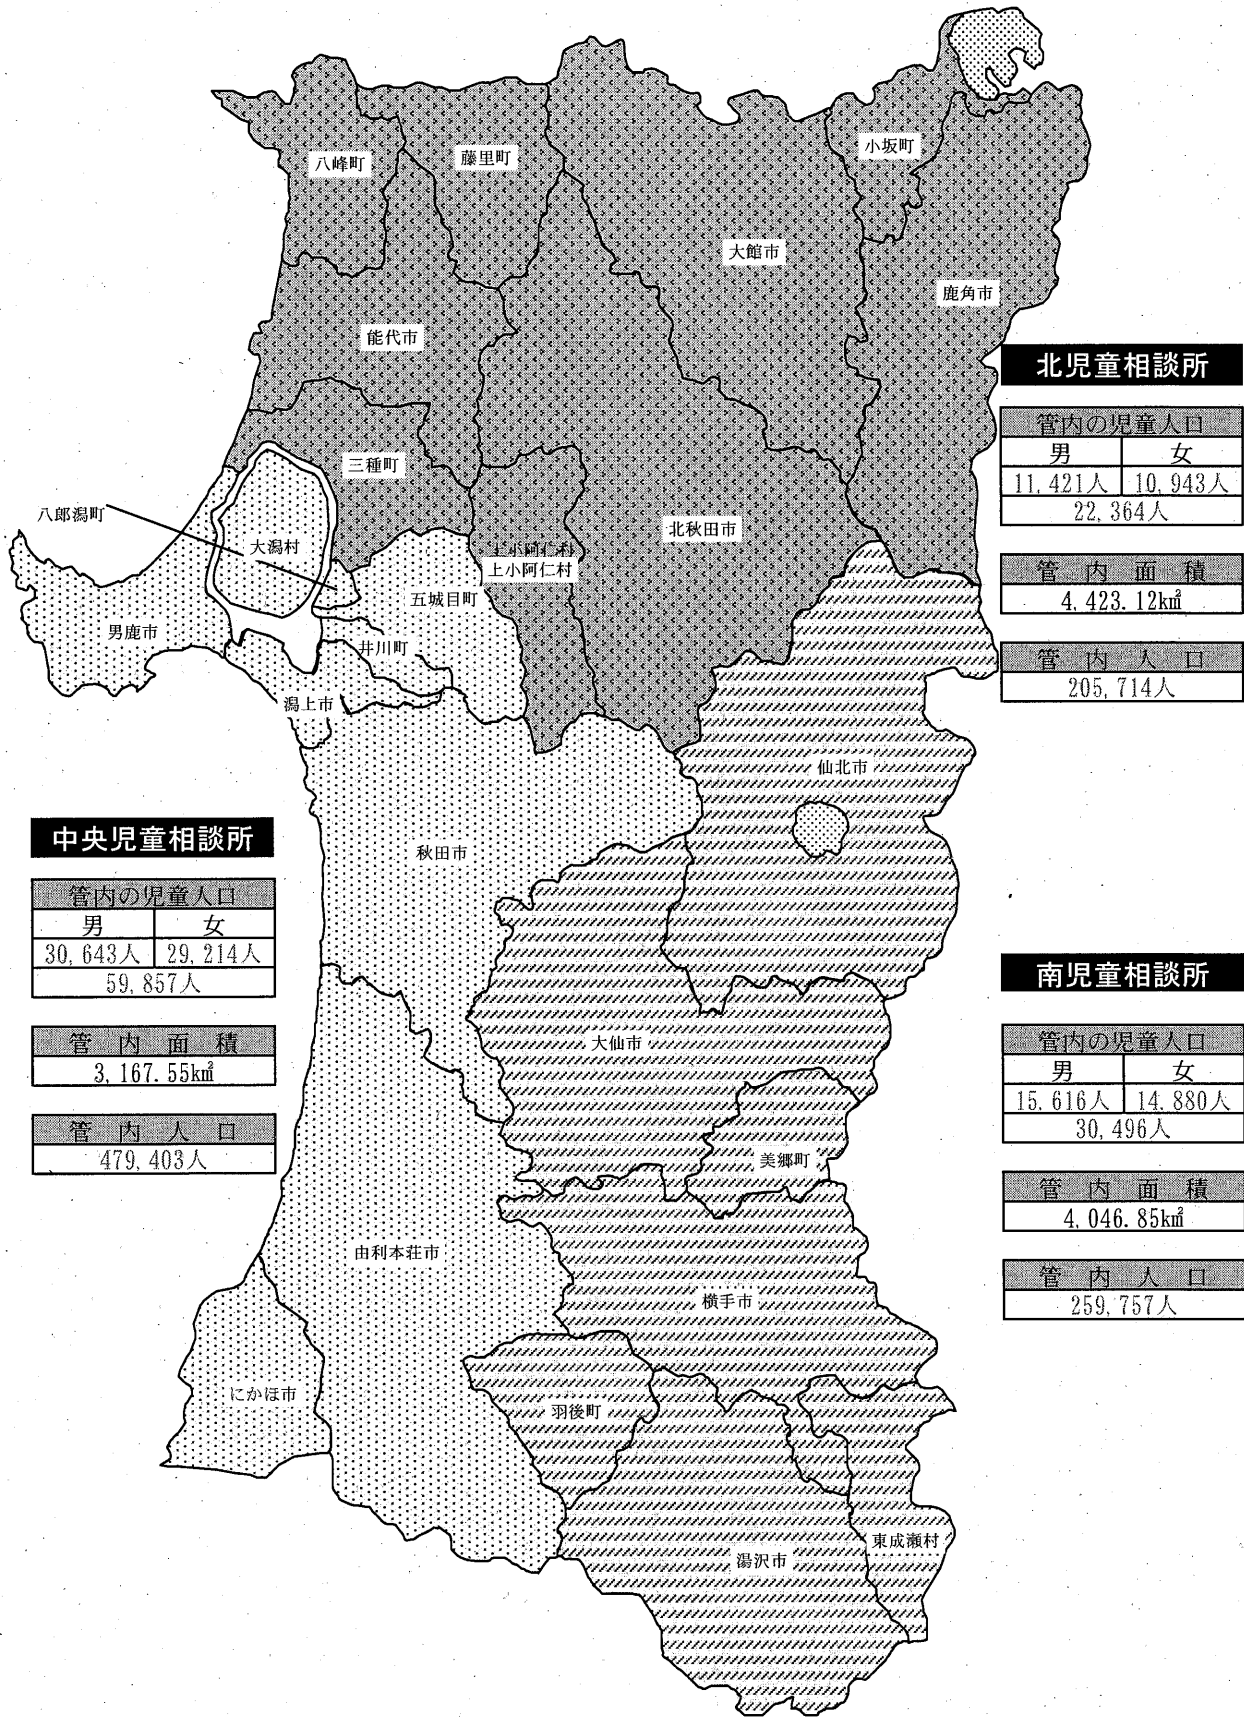 八峰町
藤里町
小坂町
大館市
鹿角市
能代市
三種町
八郎潟町
大潟村
北秋田市
上小阿仁村
上小阿仁村
五城目町
男鹿市
井川町
潟上市
仙北市
秋田市
大仙市
美郷町
由利本荘市
横手市
にかほ市
羽後町
東成瀬村
湯沢市
北児童相談所
管内の児童人口
男 女
11,421人 10,943人
22,364人
管内面積
4,423.12k㎡
管内人口
205,714人
中央児童相談所
管内の児童人口
男 女
30,643人 29,214人
59,857人
管内面積
3,167.55k㎡
管内人口
479,403人
南児童相談所
管内の児童人口
男 女
15,616人 14,880人
30,496人
管内面積
4,046.85k㎡
管内人口
259,757人